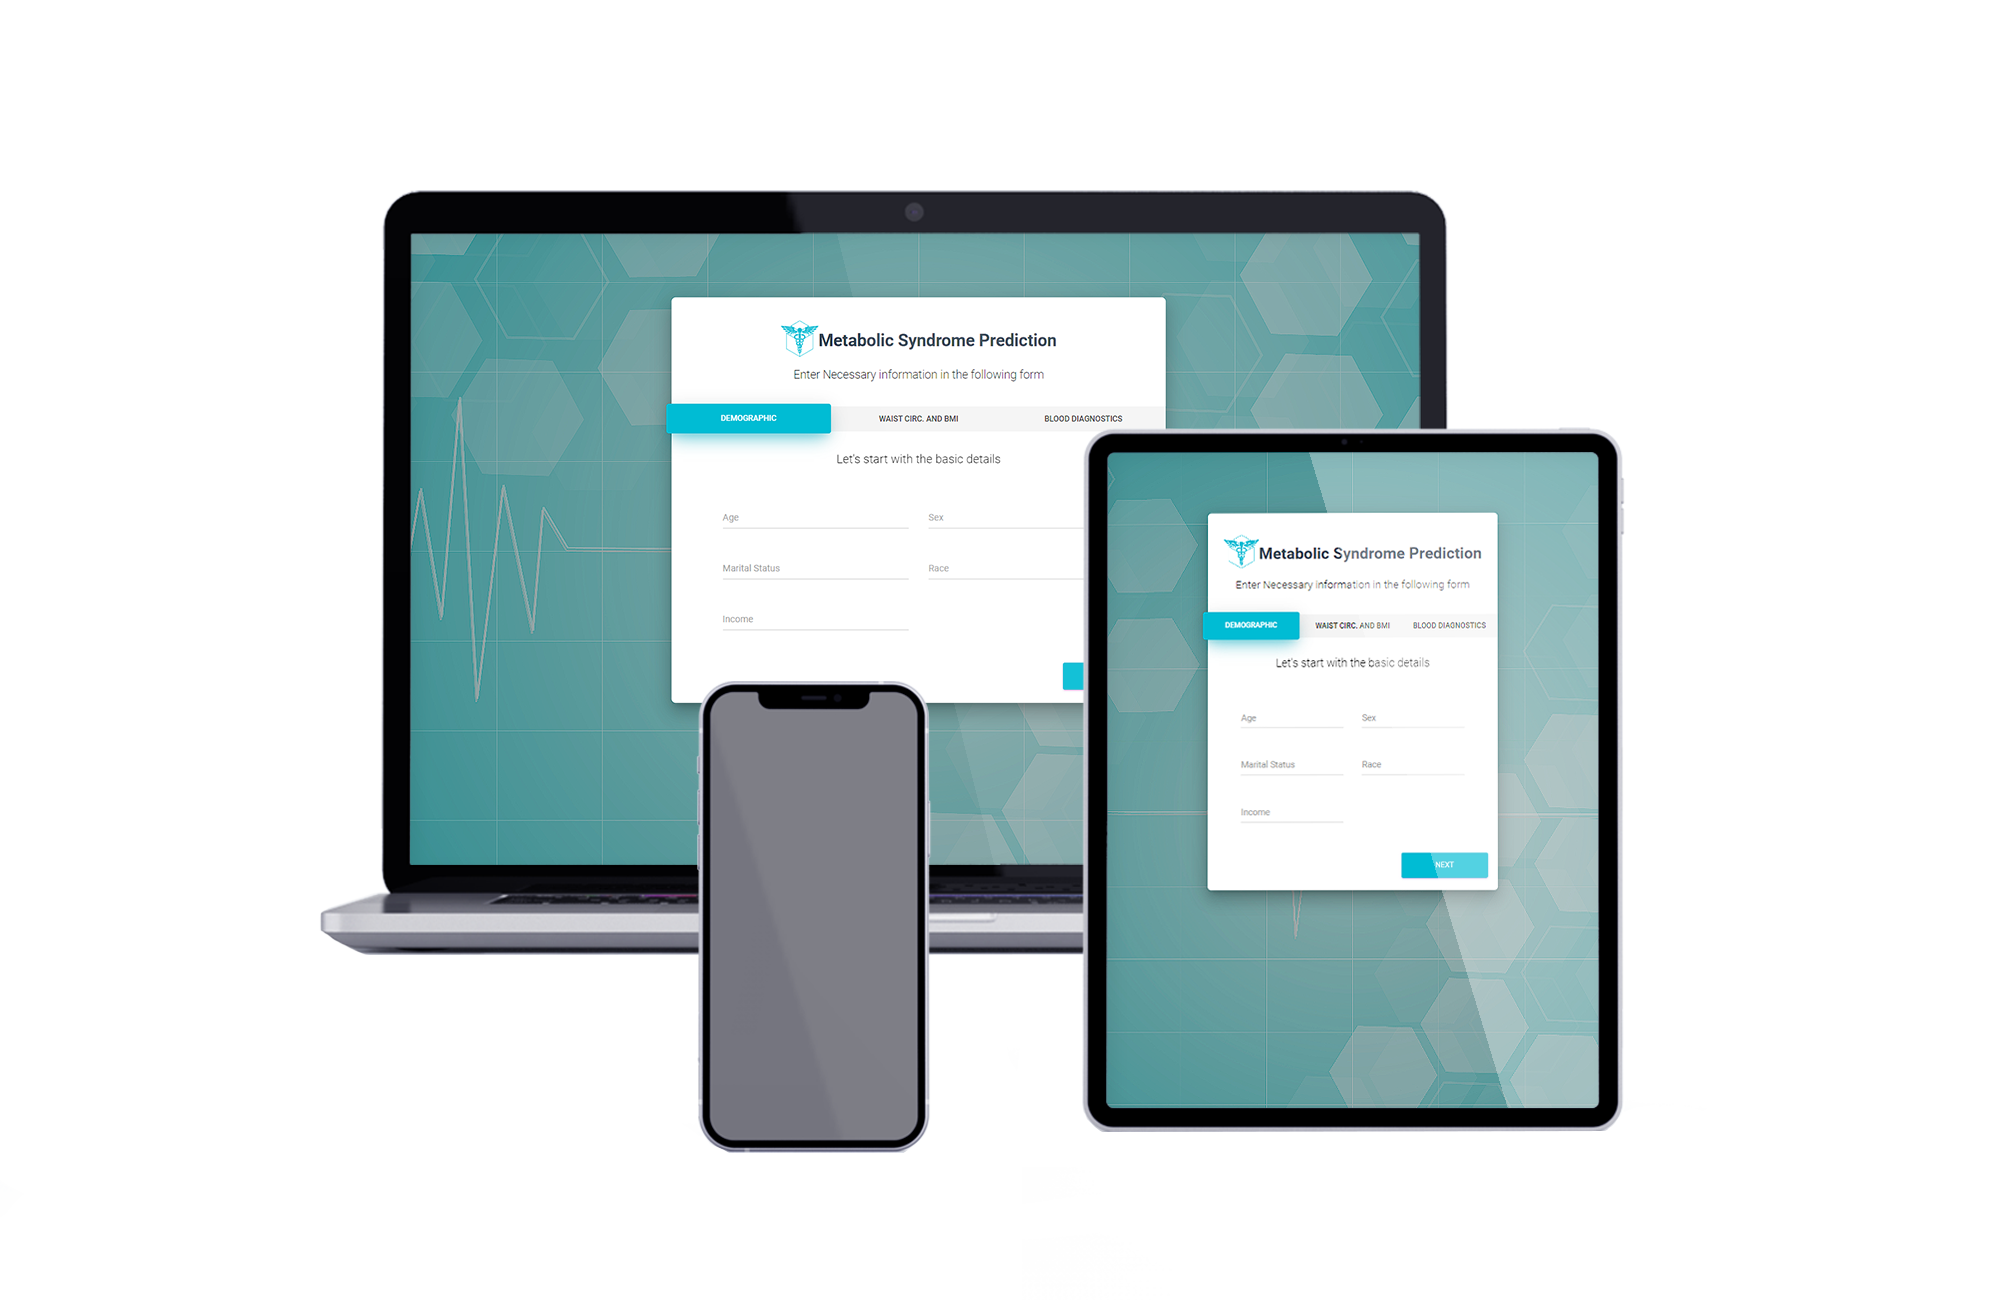 Metabolic Syndrome Prediction
Enter Necessary information in the following form
DEMOGRAPHIC WAIST CIRC. AND BMI BLOOD DIAGNOSTICS
Let's start with the basic details
Age Sex
Marital Status Race
Income
Metabolic Syndrome Prediction
Enter Necessary information in the following form
DEMOGRAPHIC WAIST CIRC. AND BMI BLOOD DIAGNOSTICS
Let's start with the basic details
Age Sex
Marital Status Race
Income
NEXT